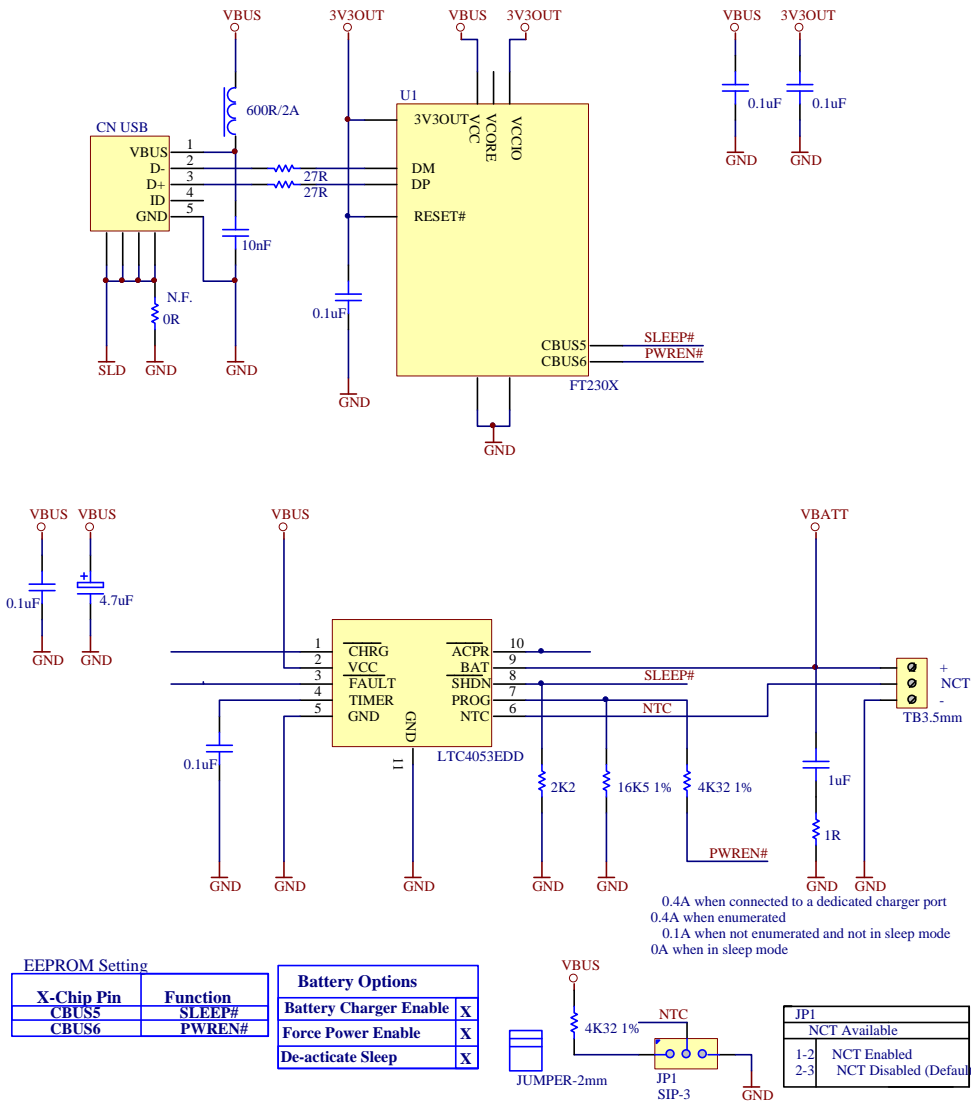 VBUS
3V3OUT
VBUS
3V3OUT
VBUS
3V3OUT
600R/2A
U1
0.1uF
0.1uF
CN USB
3V3OUT
VCC
VCORE
VCCIO
VBUS 1
D- 2
D+ 3
ID 4
GND 5
27R
27R
DM
DP
RESET#
GND
GND
10nF
N.F.
0R
0.1uF
CBUS5 SLEEP#
CBUS6 PWREN#
SLD
GND
GND
FT230X
GND
GND
VBUS
VBUS
VBUS
VBATT
0.1uF
4.7uF
GND
GND
1 CHRG
2 VCC
3 FAULT
4 TIMER
5 GND
GND
11
ACPR 10
BAT 9
SHDN 8
PROG 7
NTC 6
SLEEP#
NTC
+
NCT
-
TB3.5mm
LTC4053EDD
0.1uF
2K2
16K5 1%
4K32 1%
1uF
1R
PWREN#
GND
GND
GND
GND
GND
GND
GND
0.4A when connected to a dedicated charger port
0.4A when enumerated
0.1A when not enumerated and not in sleep mode
0A when in sleep mode
EEPROM Setting
X-Chip Pin Function
CBUS5 SLEEP#
CBUS6 PWREN#
Battery Options
Battery Charger Enable X
Force Power Enable X
De-acticate Sleep X
VBUS
4K32 1%
NTC
JUMPER-2mm
JP1
SIP-3
GND
JP1
NCT Available
1-2 NCT Enabled
2-3 NCT Disabled (Defaul